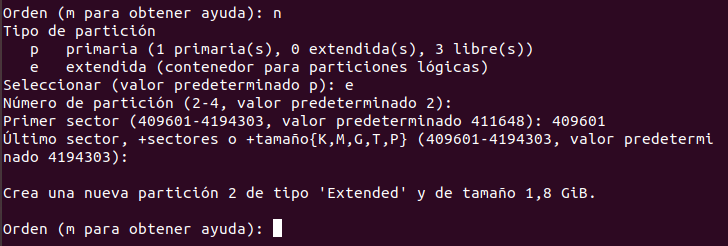 Orden (m para obtener ayuda): n
Tipo de partición
   p   primaria (1 primaria(s), 0 extendida(s), 3 libre(s))
   e   extendida (contenedor para particiones lógicas)
Seleccionar (valor predeterminado p): e
Número de partición (2-4, valor predeterminado 2):
Primer sector (409601-4194303, valor predeterminado 411648): 409601
Último sector, +sectores o +tamaño{K,M,G,T,P} (409601-4194303, valor predetermi
nado 4194303):

Crea una nueva partición 2 de tipo 'Extended' y de tamaño 1,8 GiB.

Orden (m para obtener ayuda):